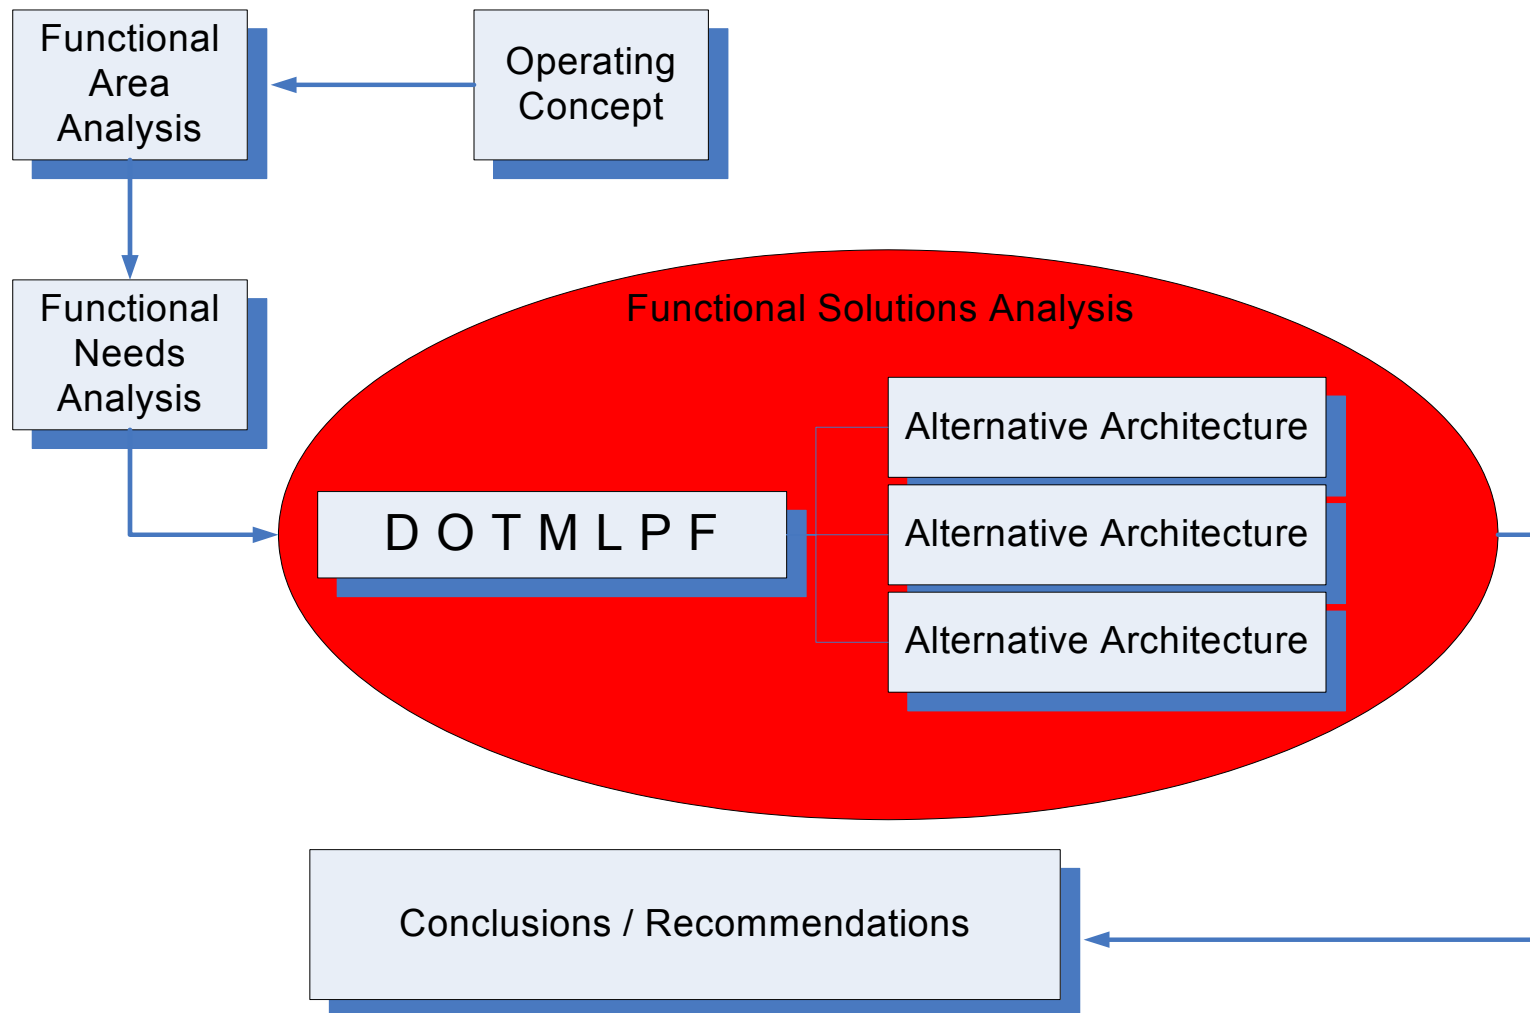 Functional
Area
Analysis
Operating
Concept
Functional
Needs
Analysis
Functional Solutions Analysis
D O T M L P F
Alternative Architecture
Alternative Architecture
Alternative Architecture
Conclusions / Recommendations